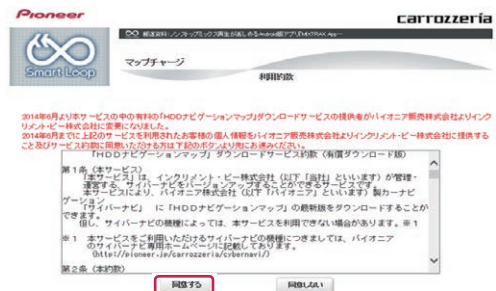 Pioneer
carrozzeria
Smart Loop
マップチャージ
利用約款
2014年6月より本サービスの中の有料の「HDDナビゲーションマップ」ダウンロードサービスの提供者がパイオニア販売株式会社よりインク
リメント・ピー株式会社に変更になりました。
2014年6月までに上記のサービスを利用されたお客様の個人情報をパイオニア販売株式会社よりインクリメント・ピー株式会社に提供する
こと及びサービス約款に同意いただける方は下記のボタンより先にお進みください。
「HDDナビゲーションマップ」ダウンロードサービス約款(有償ダウンロード版)
第1条(本サービス)
「本サービス」は、インクリメント・ピー株式会社(以下「当社」といいます)が管理・
運営する、サイバーナビをバージョンアップすることができるサービスです。
本サービスにより、パイオニア株式会社(以下「パイオニア」といいます)製カーナビ
ゲーション
「サイバーナビ」 に「HDDナビゲーションマップ」の最新版をダウンロードすることが
できます。
但し、サイバーナビの機種によっては、本サービスを利用できない場合があります。※1
※1 本サービスをご利用いただけるサイバーナビの機種につきましては、パイオニア
のサイバーナビ専用ホームページに記載しております。
(http://pioneer.jp/carrozzeria/cybernavi/)
第2条(本約款)
同意する
同意しない